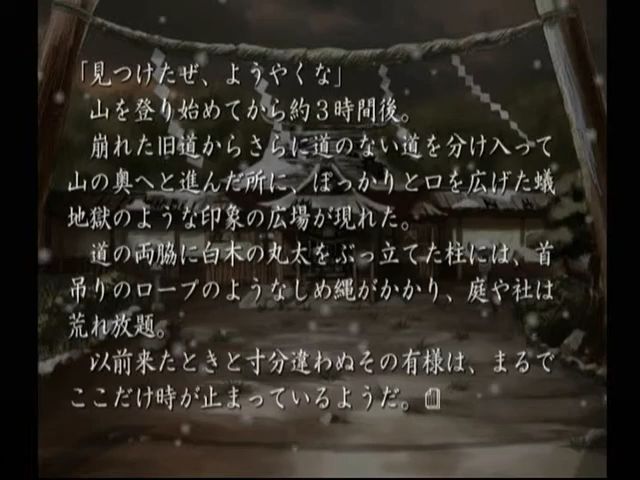 「見つけたぜ、ようやくな」
山を登り始めてから約３時間後。
崩れた旧道からさらに道のない道を分け入って
山の奥へと進んだ所に、ぽっかりと口を広げた蟻
地獄のような印象の広場が現れた。
道の両脇に白木の丸太をぶっ立てた柱には、首
吊りのロープのようなしめ縄がかかり、庭や社は
荒れ放題。
以前来たときと寸分違わぬその有様は、まるで
ここだけ時が止まっているようだ。